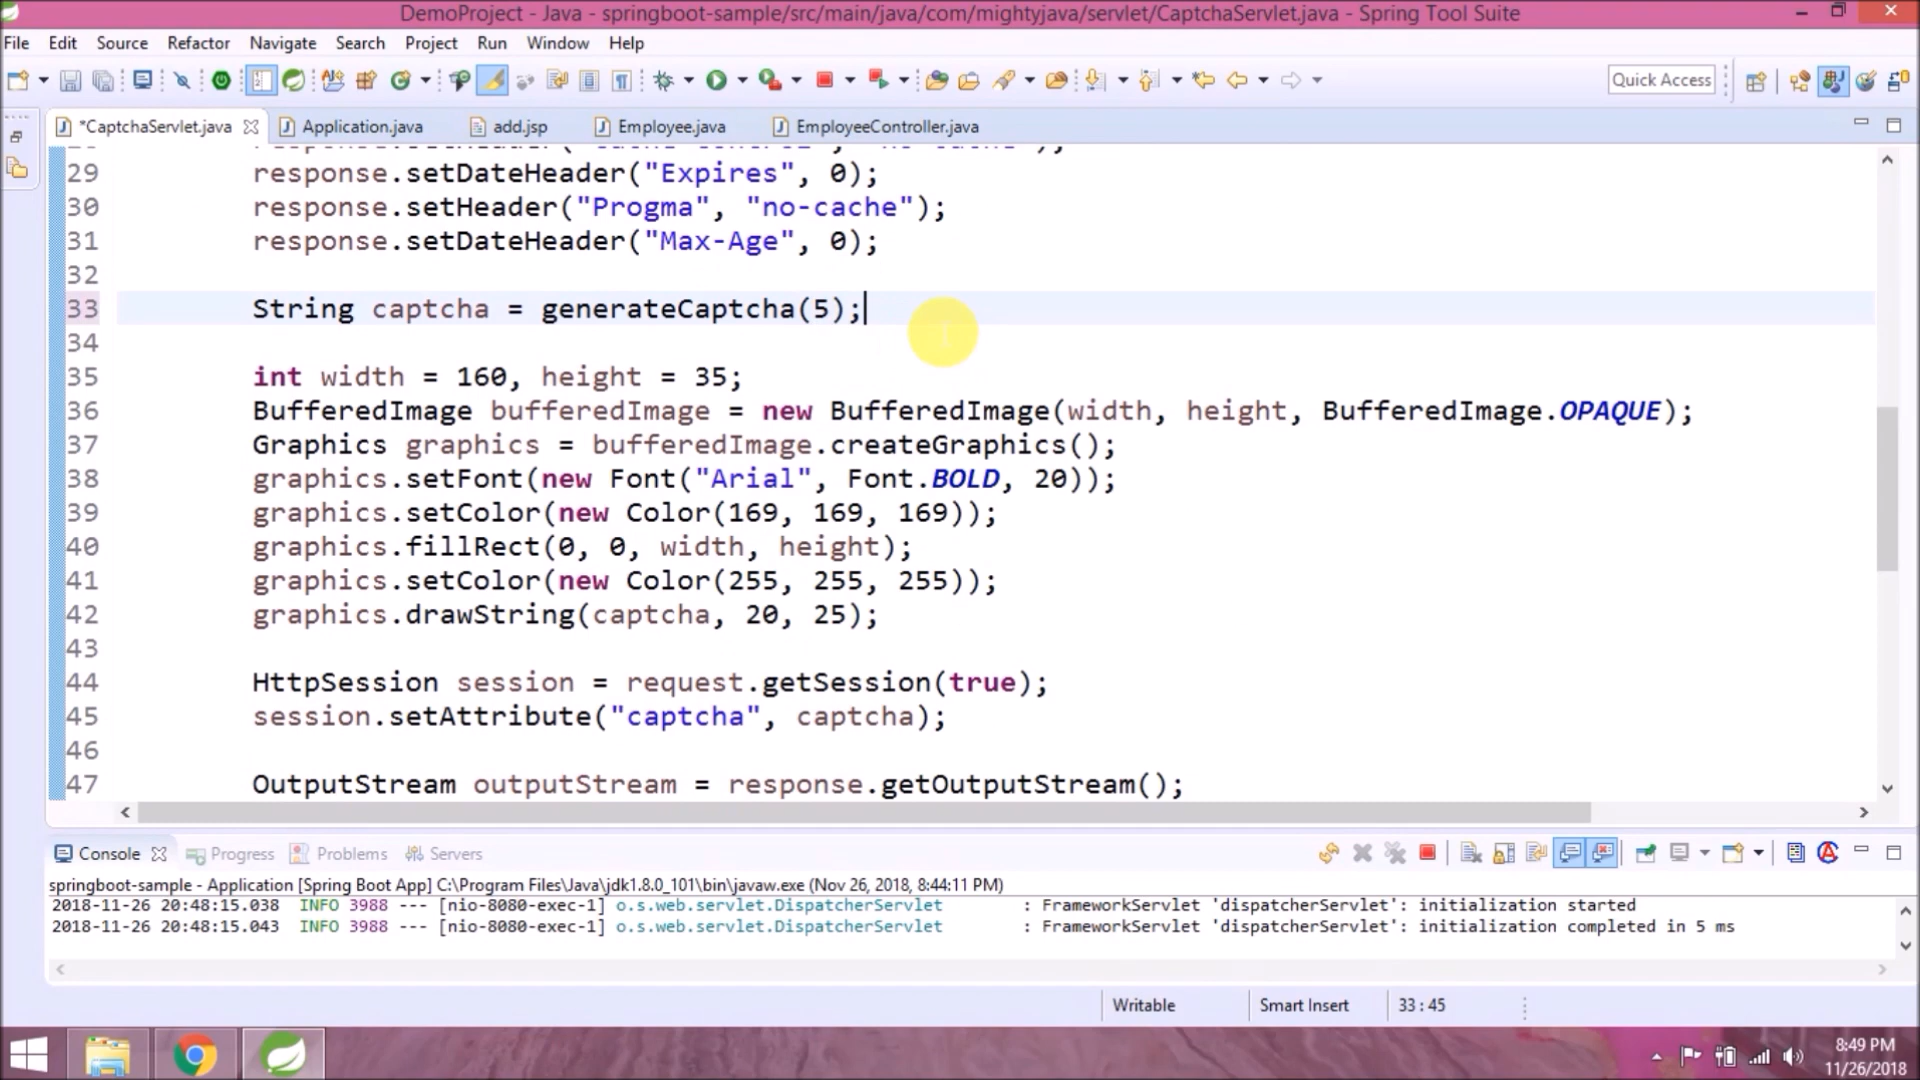 DemoProject - Java - springboot-sample/src/main/java/com/mightyjava/servlet/CaptchaServlet.java - Spring Tool Suite
File Edit Source Refactor Navigate Search Project Run Window Help
Quick Access
*CaptchaServlet.java Application.java add.jsp Employee.java EmployeeController.java
29 response.setDateHeader("Expires", 0);
30 response.setHeader("Progma", "no-cache");
31 response.setDateHeader("Max-Age", 0);
32
33 String captcha = generateCaptcha(5);
34
35 int width = 160, height = 35;
36 BufferedImage bufferedImage = new BufferedImage(width, height, BufferedImage.OPAQUE);
37 Graphics graphics = bufferedImage.createGraphics();
38 graphics.setFont(new Font("Arial", Font.BOLD, 20));
39 graphics.setColor(new Color(169, 169, 169));
40 graphics.fillRect(0, 0, width, height);
41 graphics.setColor(new Color(255, 255, 255));
42 graphics.drawString(captcha, 20, 25);
43
44 HttpSession session = request.getSession(true);
45 session.setAttribute("captcha", captcha);
46
47 OutputStream outputStream = response.getOutputStream();
Console Progress Problems Servers
springboot-sample - Application [Spring Boot App] C:\Program Files\Java\jdk1.8.0_101\bin\javaw.exe (Nov 26, 2018, 8:44:11 PM)
2018-11-26 20:48:15.038 INFO 3988 --- [nio-8080-exec-1] o.s.web.servlet.DispatcherServlet : FrameworkServlet 'dispatcherServlet': initialization started
2018-11-26 20:48:15.043 INFO 3988 --- [nio-8080-exec-1] o.s.web.servlet.DispatcherServlet : FrameworkServlet 'dispatcherServlet': initialization completed in 5 ms
Writable Smart Insert 33 : 45
8:49 PM
11/26/2018